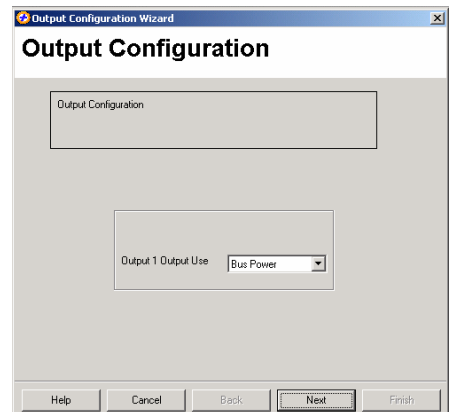 Output Configuration Wizard
Output Configuration
Output Configuration
Output 1 Output Use Bus Power
Help Cancel Back Next Finish